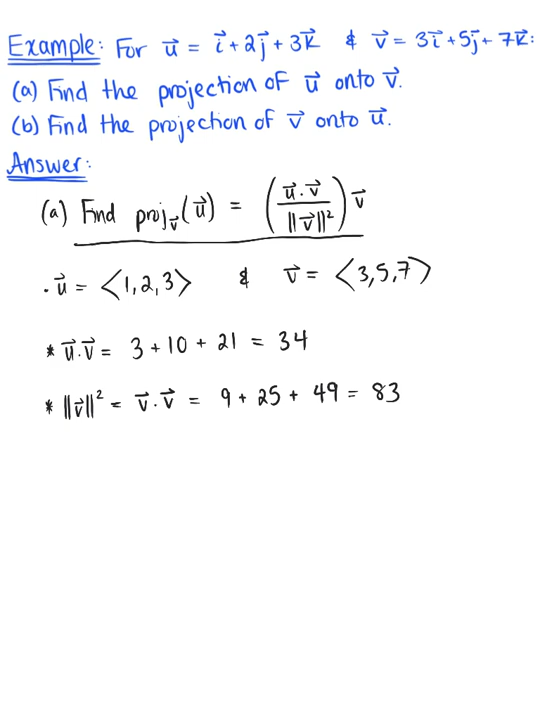 Example: For u⃗ = i⃗ + 2j⃗ + 3k⃗ & v⃗ = 3i⃗ + 5j⃗ + 7k⃗:
(a) Find the projection of u⃗ onto v⃗.
(b) Find the projection of v⃗ onto u⃗.
Answer:
(a) Find proj_v⃗(u⃗) = (u⃗·v⃗ / ||v⃗||²) v⃗
· u⃗ = ⟨1,2,3⟩ & v⃗ = ⟨3,5,7⟩
* u⃗·v⃗ = 3 + 10 + 21 = 34
* ||v⃗||² = v⃗·v⃗ = 9 + 25 + 49 = 83